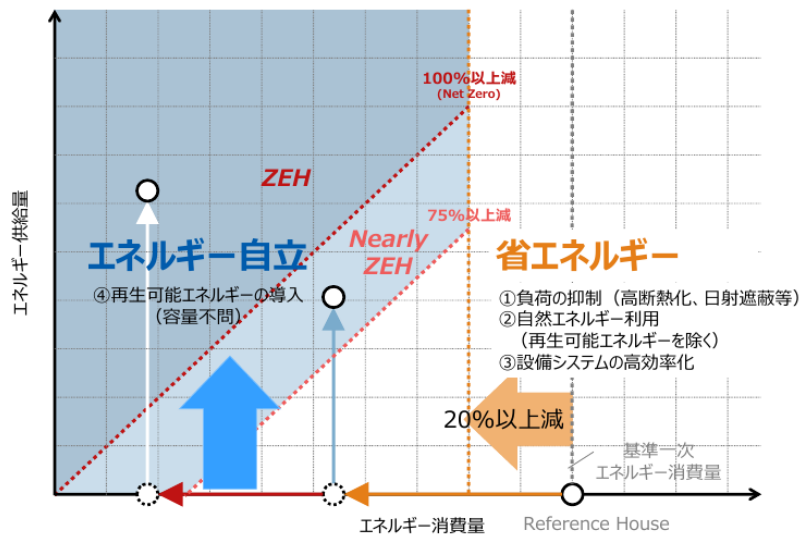 100%以上減
(Net Zero)
ZEH
75%以上減
Nearly
ZEH
エネルギー供給量
エネルギー自立
④再生可能エネルギーの導入
（容量不問）
省エネルギー
①負荷の抑制（高断熱化、日射遮蔽等）
②自然エネルギー利用
（再生可能エネルギーを除く）
③設備システムの高効率化
20%以上減
基準一次
エネルギー消費量
エネルギー消費量
Reference House